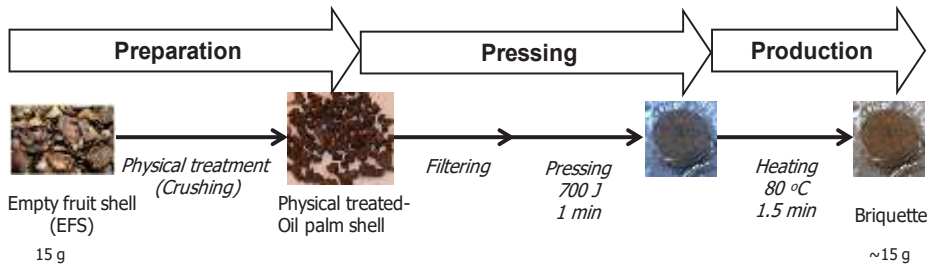 Preparation
Pressing
Production
Physical treatment
(Crushing)
Filtering
Pressing
700 J
1 min
Heating
80 ºC
1.5 min
Empty fruit shell
(EFS)
Physical treated-
Oil palm shell
Briquette
15 g
~15 g